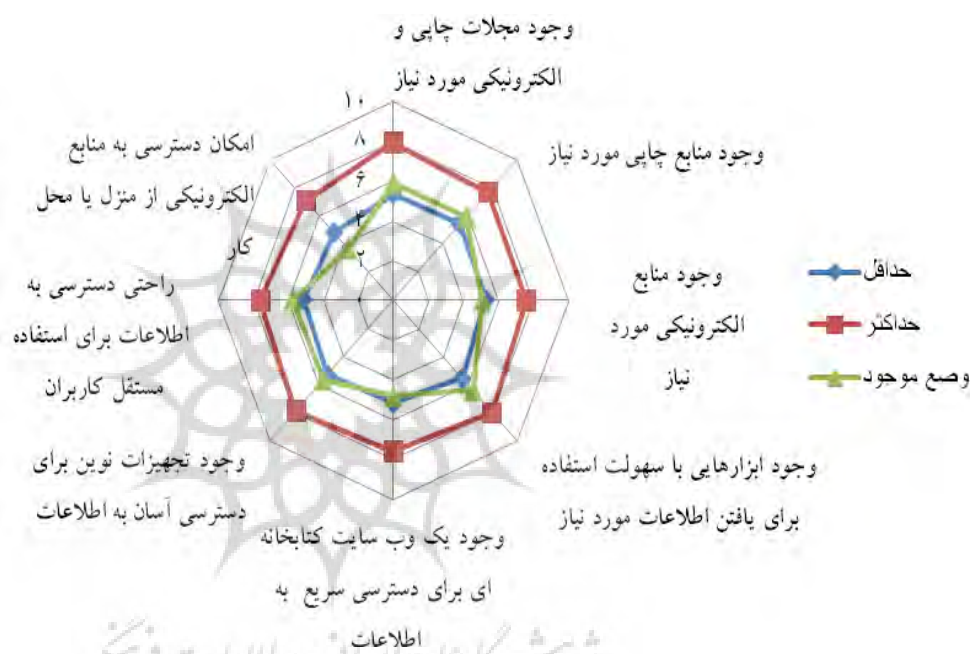 وجود مجلات چاپی و
الکترونیکی مورد نیاز
۱۰
۸
۶
۴
۲
۰
وجود منابع چاپی مورد نیاز
وجود منابع
الکترونیکی مورد
نیاز
وجود ابزارهایی با سهولت استفاده
برای یافتن اطلاعات مورد نیاز
وجود یک وب سایت کتابخانه
ای برای دسترسی سریع به
اطلاعات
وجود تجهیزات نوین برای
دسترسی آسان به اطلاعات
راحتی دسترسی به
اطلاعات برای استفاده
مستقل کاربران
امکان دسترسی به منابع
الکترونیکی از منزل یا محل
کار
حداقل
حداکثر
وصع موجود